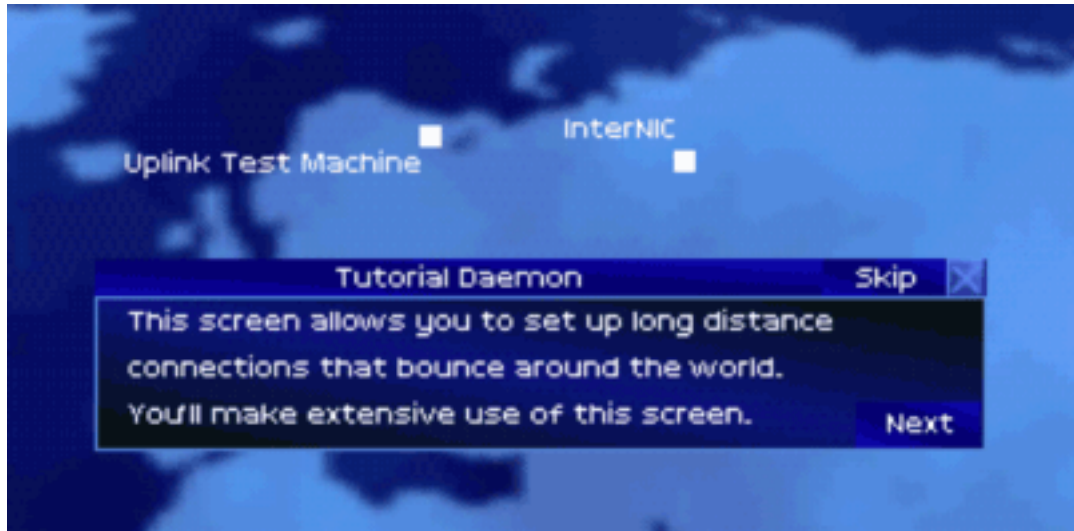 InterNIC
Uplink Test Machine
Tutorial Daemon
Skip
This screen allows you to set up long distance
connections that bounce around the world.
You'll make extensive use of this screen.
Next